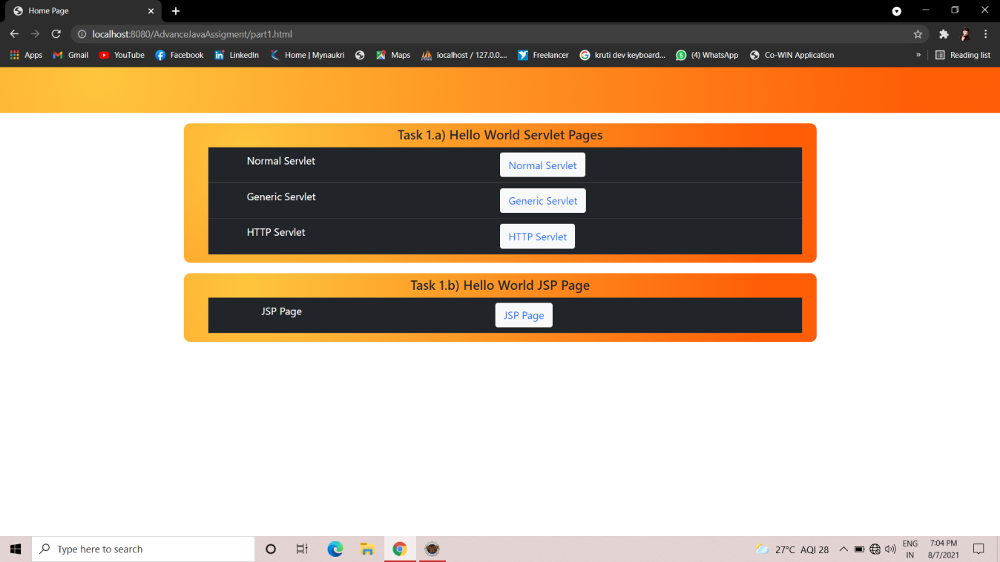 Home Page
localhost:8080/AdvanceJavaAssigment/part1.html
Apps Gmail YouTube Facebook LinkedIn Home | Mynaukri Maps localhost / 127.0.0.... Freelancer kruti dev keyboard... (4) WhatsApp Co-WIN Application » Reading list
Task 1.a) Hello World Servlet Pages
Normal Servlet Normal Servlet
Generic Servlet Generic Servlet
HTTP Servlet HTTP Servlet
Task 1.b) Hello World JSP Page
JSP Page JSP Page
Type here to search
27°C AQI 28
ENG
IN
7:04 PM
8/7/2021